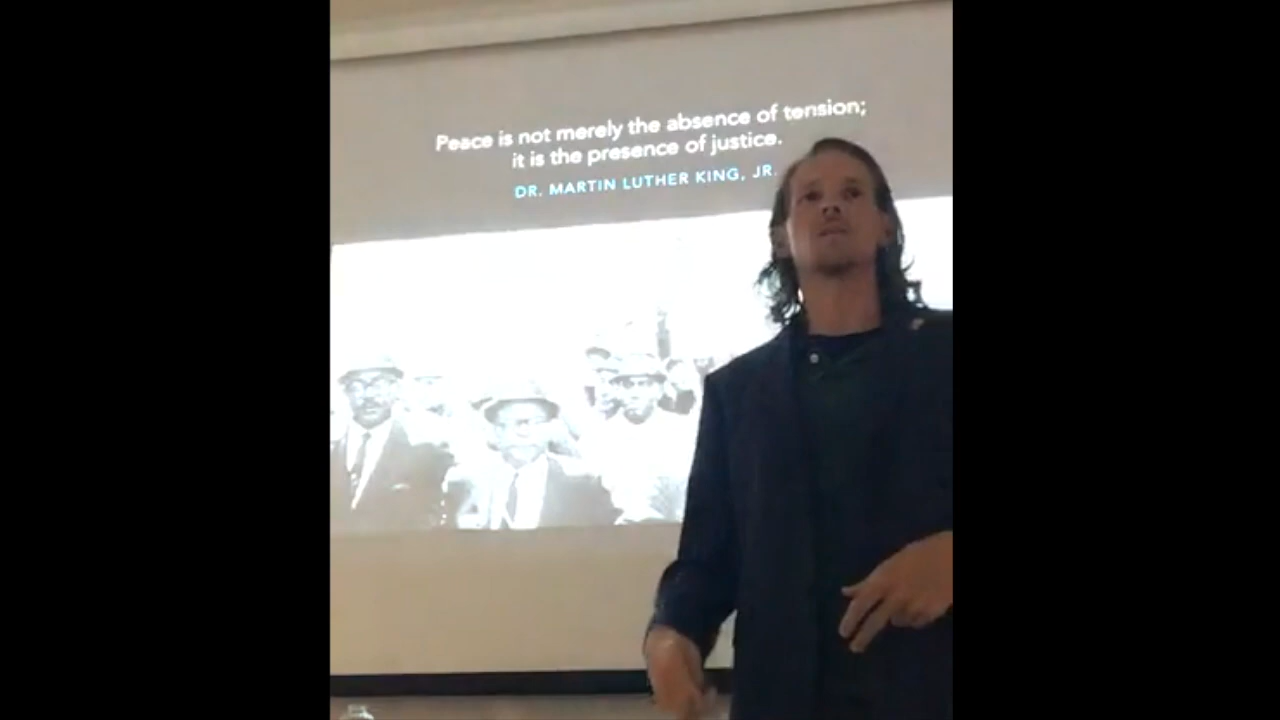 Peace is not merely the absence of tension;
it is the presence of justice.
DR. MARTIN LUTHER KING, JR.